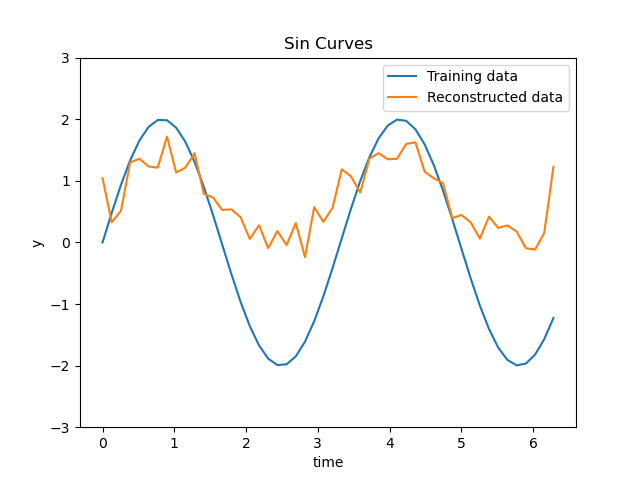 Sin Curves
Training data
Reconstructed data
3
2
1
0
−1
−2
−3
y
0 1 2 3 4 5 6
time